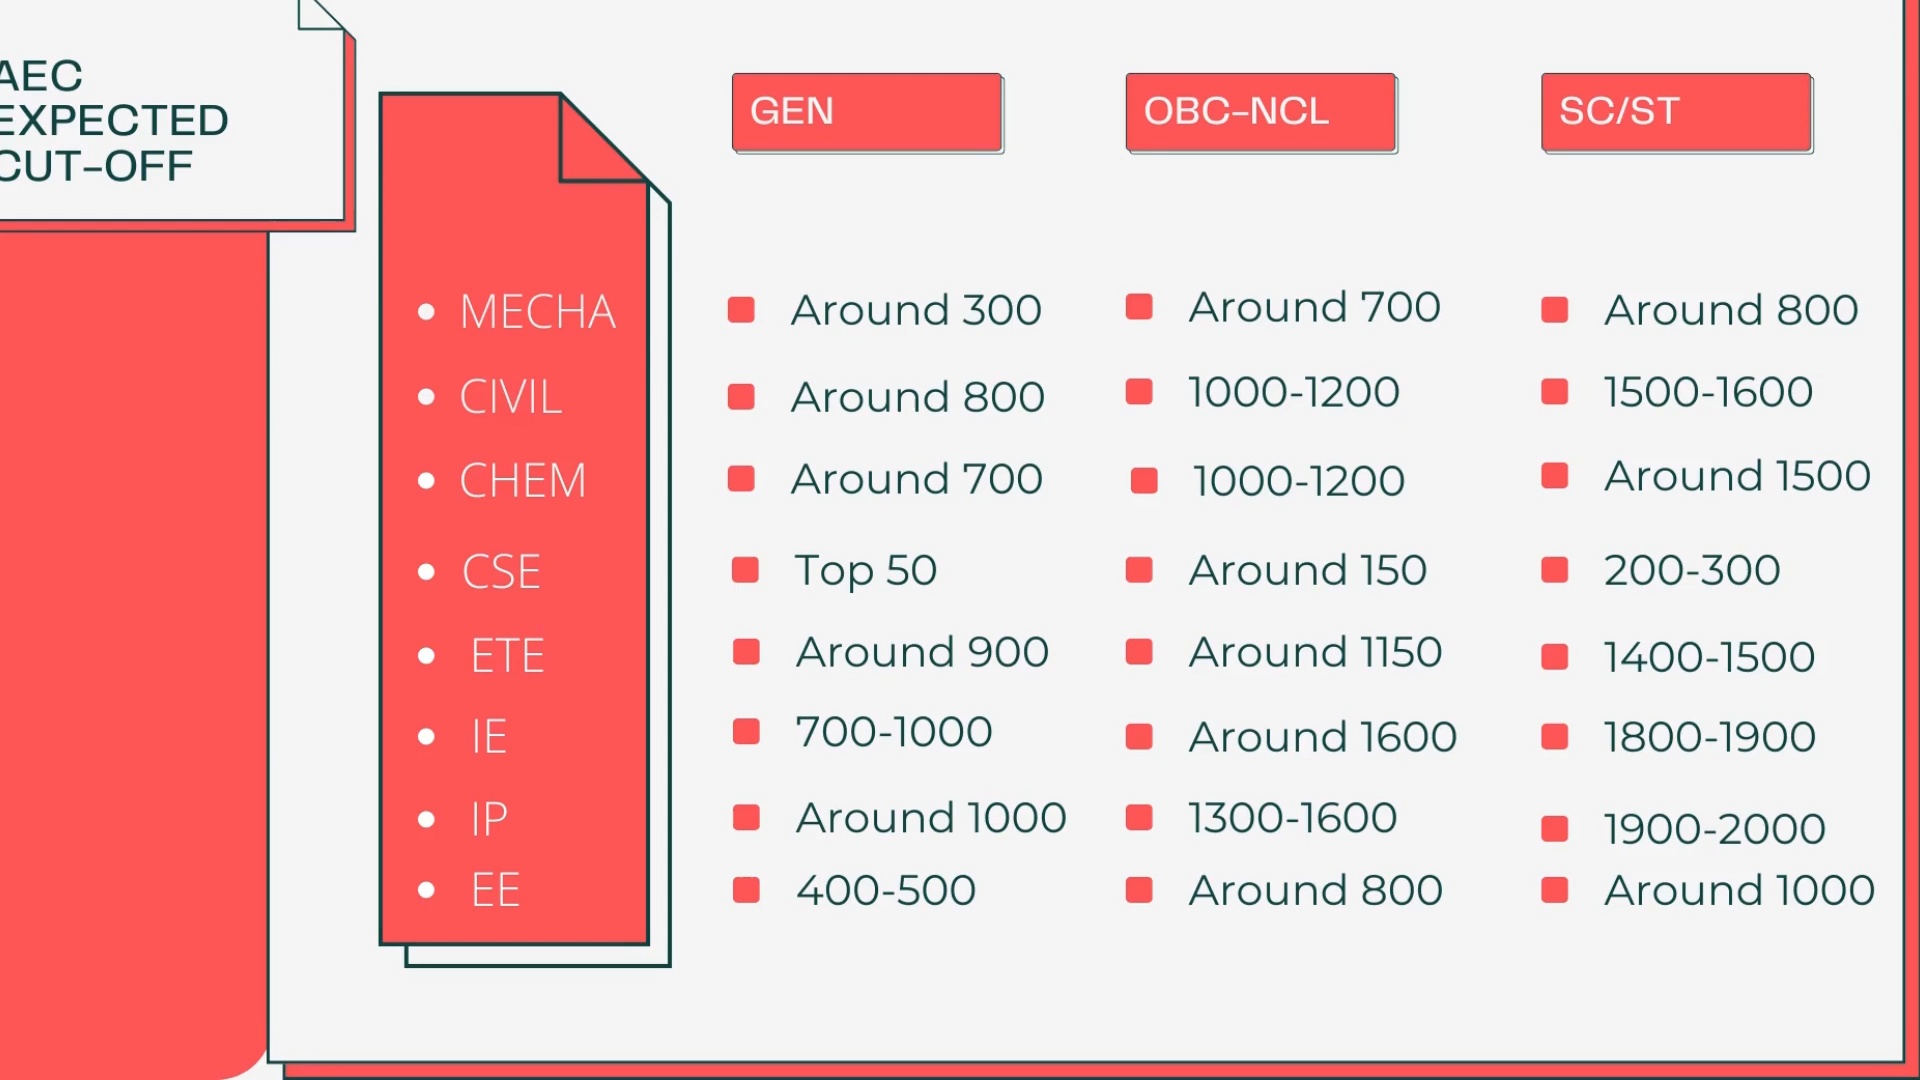 AEC
EXPECTED
CUT-OFF
GEN
OBC-NCL
SC/ST
MECHA
Around 300
Around 700
Around 800
CIVIL
Around 800
1000-1200
1500-1600
CHEM
Around 700
1000-1200
Around 1500
CSE
Top 50
Around 150
200-300
ETE
Around 900
Around 1150
1400-1500
IE
700-1000
Around 1600
1800-1900
IP
Around 1000
1300-1600
1900-2000
EE
400-500
Around 800
Around 1000